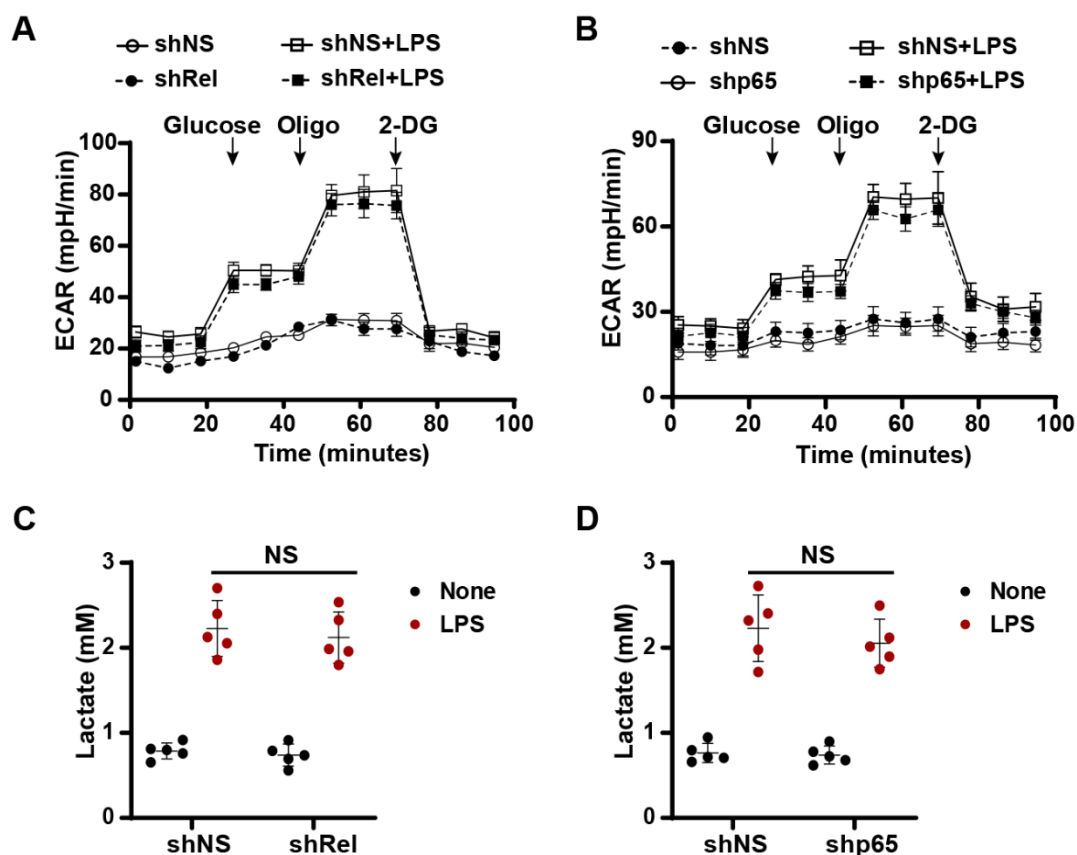 A
shNS shNS+LPS
shRel shRel+LPS
Glucose Oligo 2-DG
ECAR (mpH/min)
100
80
60
40
20
0
0 20 40 60 80 100
Time (minutes)
B
shNS shNS+LPS
shp65 shp65+LPS
Glucose Oligo 2-DG
ECAR (mpH/min)
90
60
30
0
0 20 40 60 80 100
Time (minutes)
C
NS
None
LPS
Lactate (mM)
3
2
1
0
shNS shRel
D
NS
None
LPS
Lactate (mM)
3
2
1
0
shNS shp65